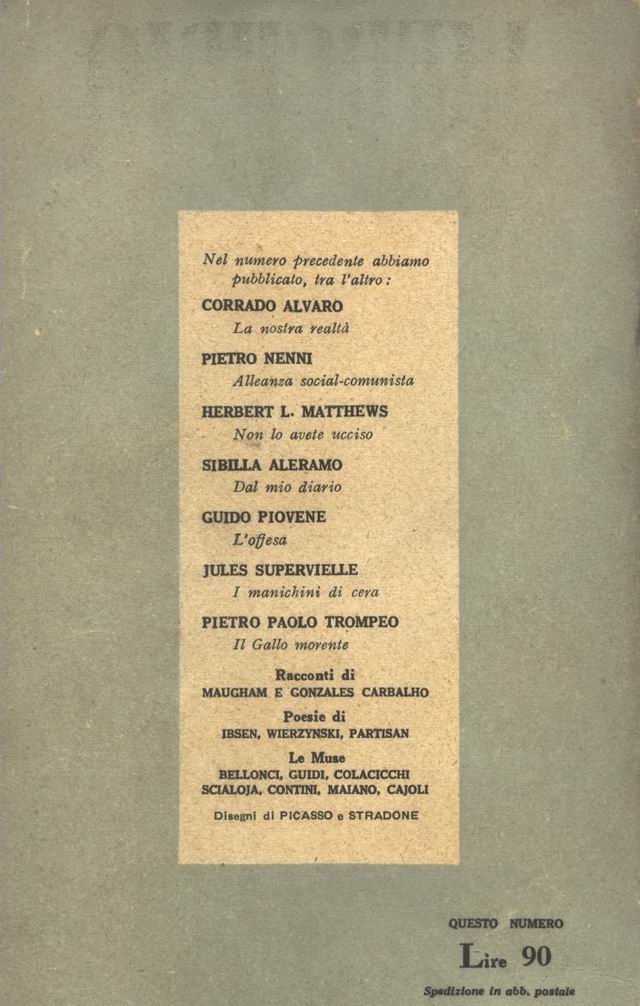 Nel numero precedente abbiamo
pubblicato, tra l'altro :
CORRADO ALVARO
La nostra realtà
PIETRO NENNI
Alleanza social-comunista
HERBERT L. MATTHEWS
Non lo avete ucciso
SIBILLA ALERAMO
Dal mio diario
GUIDO PIOVENE
L'offesa
JULES SUPERVIELLE
I manichini di cera
PIETRO PAOLO TROMPEO
Il Gallo morente
Racconti di
MAUGHAM E GONZALES CARBALHO
Poesie di
IBSEN, WIERZYNSKI, PARTISAN
Le Muse
BELLONCI, GUIDI, COLACICCHI
SCIALOJA, CONTINI, MAIANO, CAJOLI
Disegni di PICASSO e STRADONE
QUESTO NUMERO
Lire 90
Spedizione in abb. postale